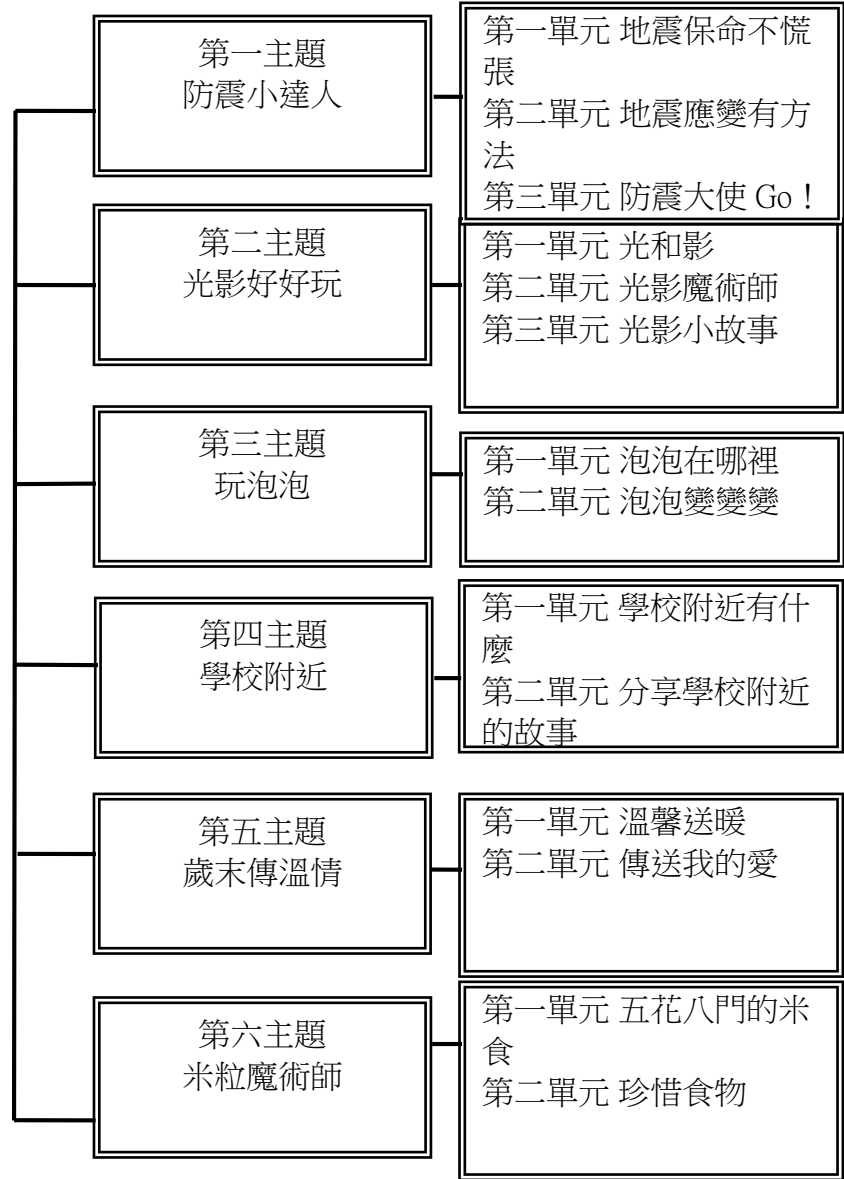 第一主題
防震小達人
第一單元 地震保命不慌
張
第二單元 地震應變有方
法
第三單元 防震大使 Go！
第二主題
光影好好玩
第一單元 光和影
第二單元 光影魔術師
第三單元 光影小故事
第三主題
玩泡泡
第一單元 泡泡在哪裡
第二單元 泡泡變變變
第四主題
學校附近
第一單元 學校附近有什
麼
第二單元 分享學校附近
的故事
第五主題
歲末傳溫情
第一單元 溫馨送暖
第二單元 傳送我的愛
第六主題
米粒魔術師
第一單元 五花八門的米
食
第二單元 珍惜食物